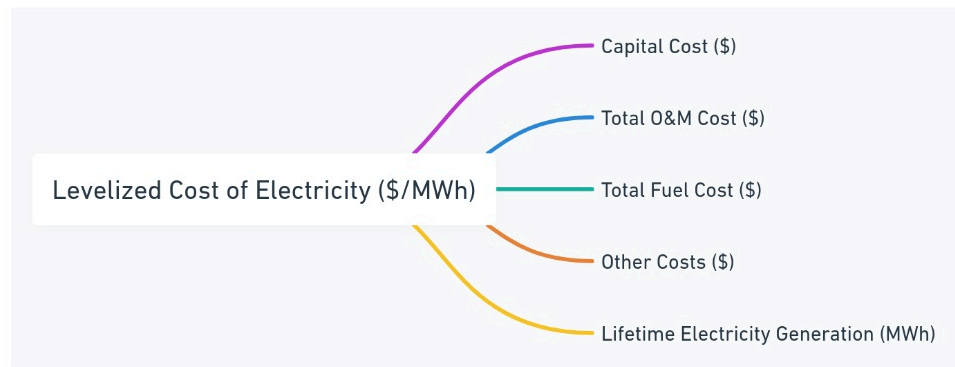 Capital Cost ($)
Total O&M Cost ($)
Levelized Cost of Electricity ($/MWh)
Total Fuel Cost ($)
Other Costs ($)
Lifetime Electricity Generation (MWh)